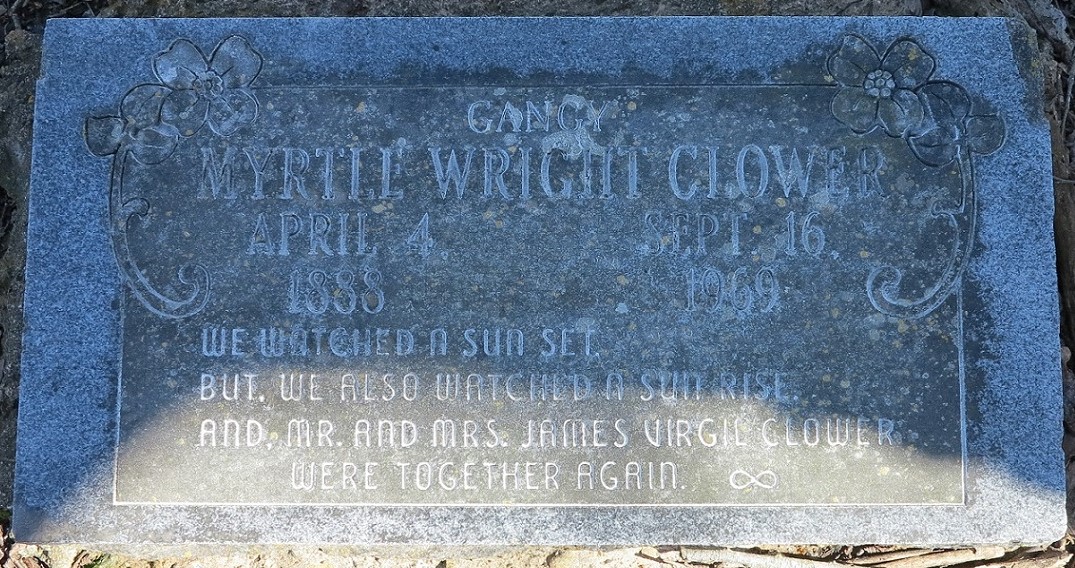 GANGY
MYRTLE WRIGHT CLOWER
APRIL 4, SEPT. 16,
1888 1969
WE WATCHED A SUN SET,
BUT, WE ALSO WATCHED A SUN RISE,
AND, MR. AND MRS. JAMES VIRGIL CLOWER
WERE TOGETHER AGAIN. ∞